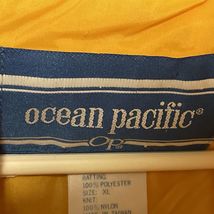 ocean pacific®
Op
BATTING:
100% POLYESTER
SIZE: XL
KNIT:
100% NYLON